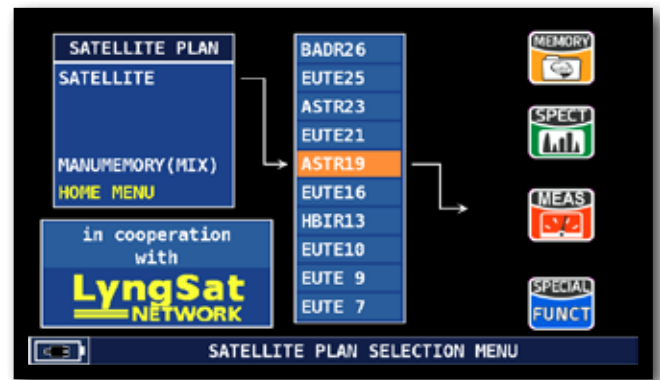 SATELLITE PLAN
SATELLITE
MANUMEMORY(MIX)
HOME MENU
in cooperation
with
LyngSat
NETWORK
BADR26
EUTE25
ASTR23
EUTE21
ASTR19
EUTE16
HBIR13
EUTE10
EUTE 9
EUTE 7
MEMORY
SPECT
MEAS
SPECIAL
FUNCT
SATELLITE PLAN SELECTION MENU